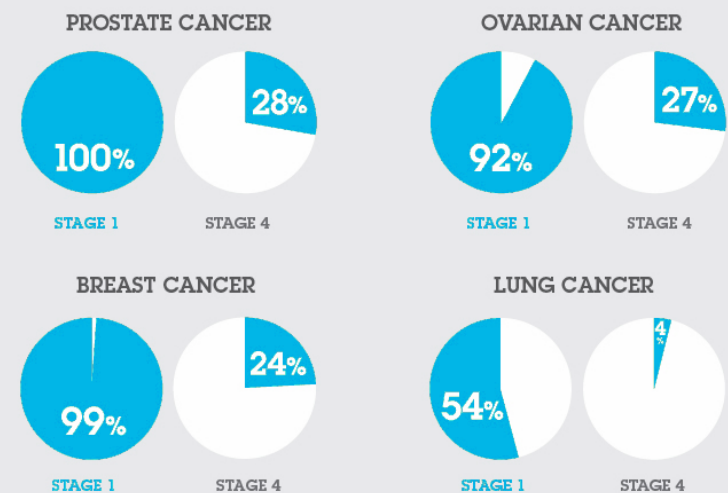 PROSTATE CANCER
100%
28%
STAGE 1
STAGE 4
OVARIAN CANCER
92%
27%
STAGE 1
STAGE 4
BREAST CANCER
99%
24%
STAGE 1
STAGE 4
LUNG CANCER
54%
4
%
STAGE 1
STAGE 4